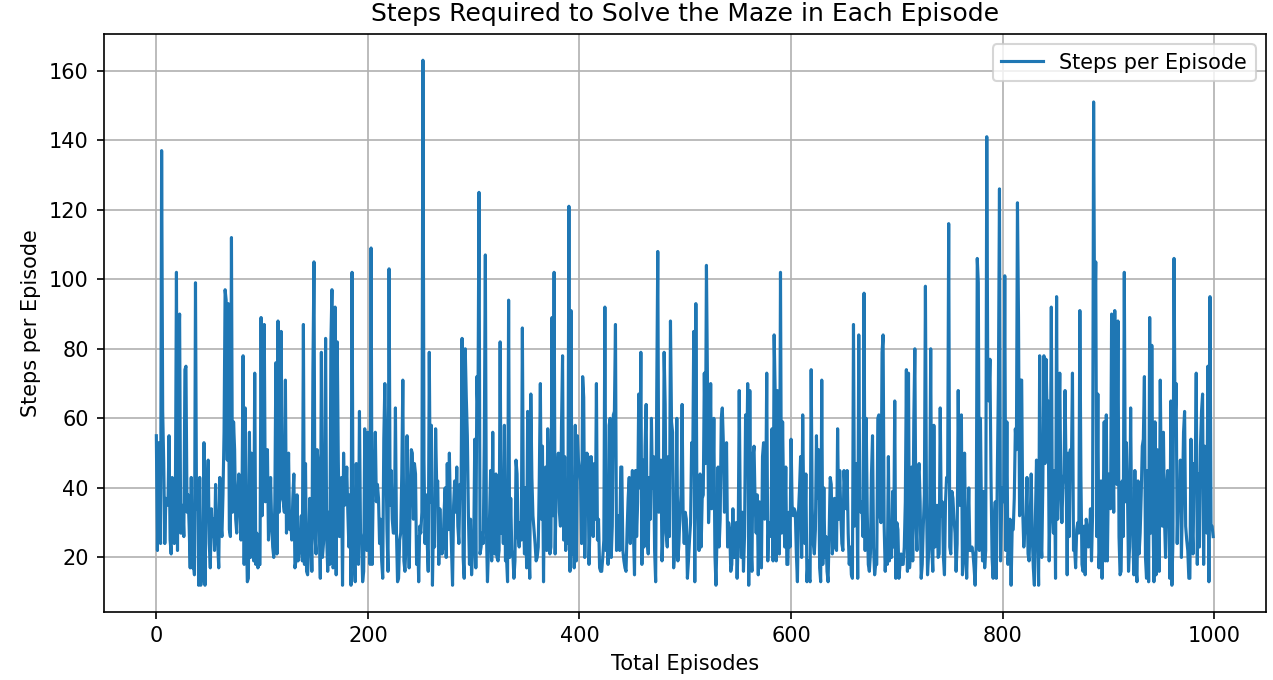 Steps Required to Solve the Maze in Each Episode
Steps per Episode
160
140
120
100
80
60
40
20
Steps per Episode
0 200 400 600 800 1000
Total Episodes